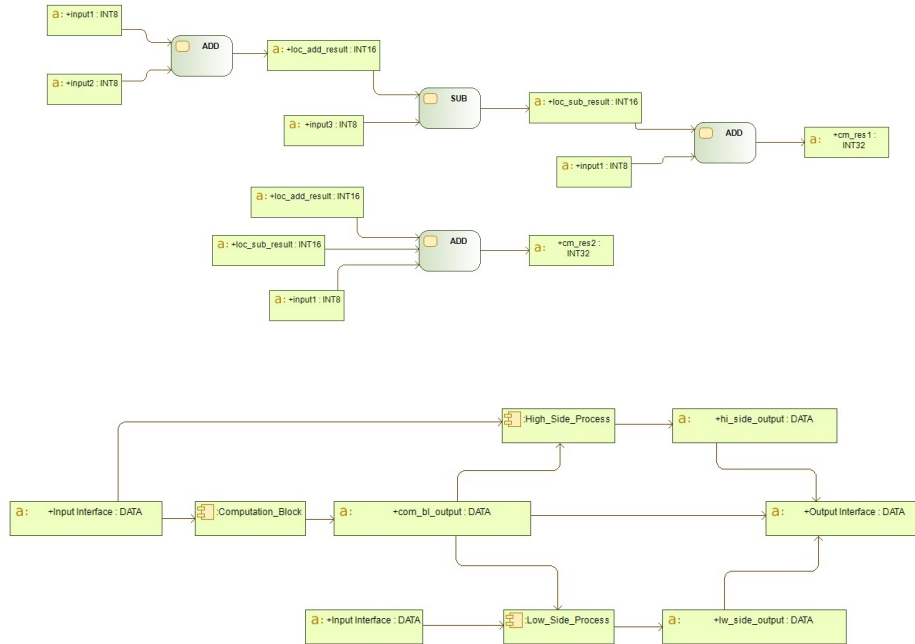 a: +input1 : INT8
ADD
a: +loc_add_result : INT16
a: +input2 : INT8
SUB
a: +loc_sub_result : INT16
a: +input3 : INT8
ADD
a: +cm_res1 :
INT32
a: +input1 : INT8
a: +loc_add_result : INT16
a: +loc_sub_result : INT16
ADD
a: +cm_res2 :
INT32
a: +input1 : INT8
:High_Side_Process
a: +hi_side_output : DATA
a: +Input Interface : DATA
:Computation_Block
a: +com_bl_output : DATA
a: +Output Interface : DATA
a: +Input Interface : DATA
:Low_Side_Process
a: +lw_side_output : DATA